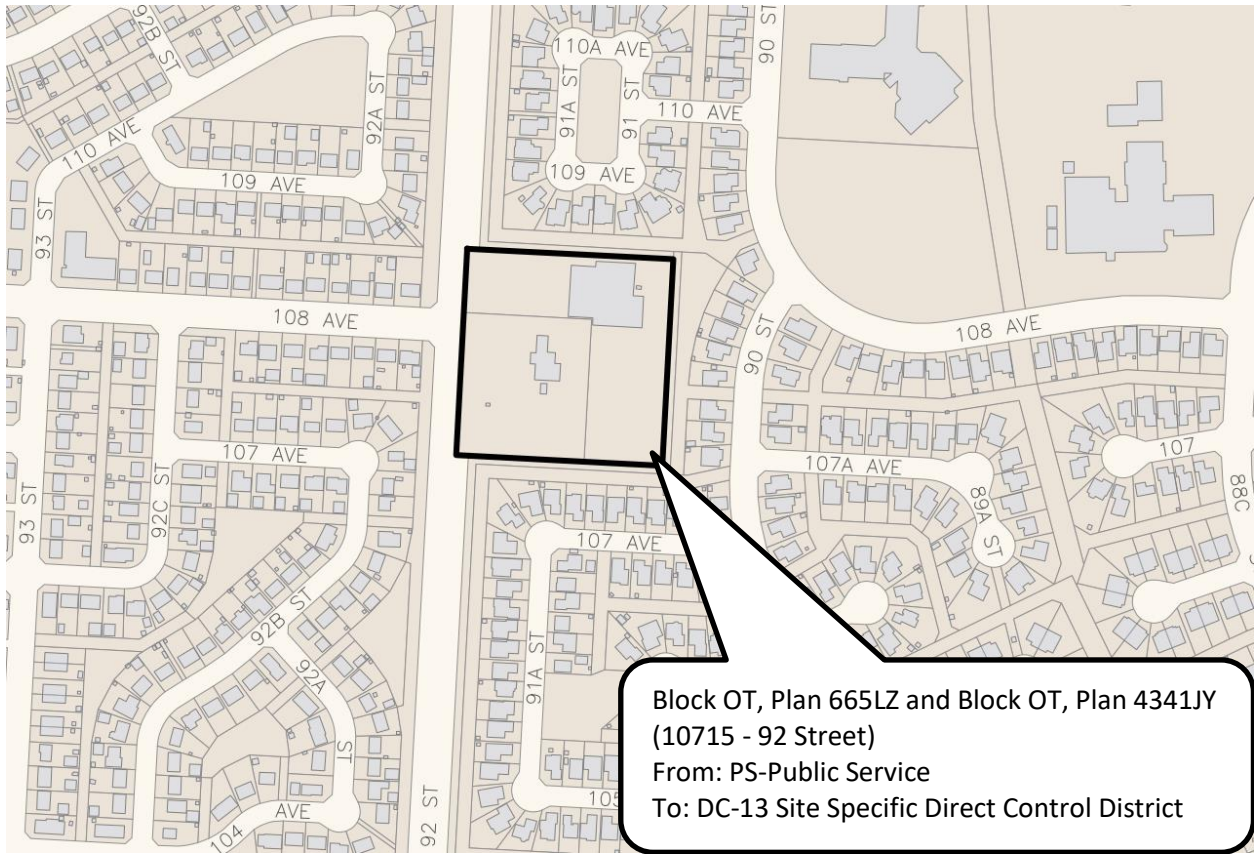 92B ST
90 ST
110A AVE
92A ST
91A ST
91 ST
110 AVE
110 AVE
109 AVE
109 AVE
93 ST
108 AVE
108 AVE
90 ST
107 AVE
107A AVE
107
93 ST
92C ST
89A ST
88C
107 AVE
92B ST
92A
ST
91A ST
92 ST
104 AVE
105
Block OT, Plan 665LZ and Block OT, Plan 4341JY
(10715 - 92 Street)
From: PS-Public Service
To: DC-13 Site Specific Direct Control District